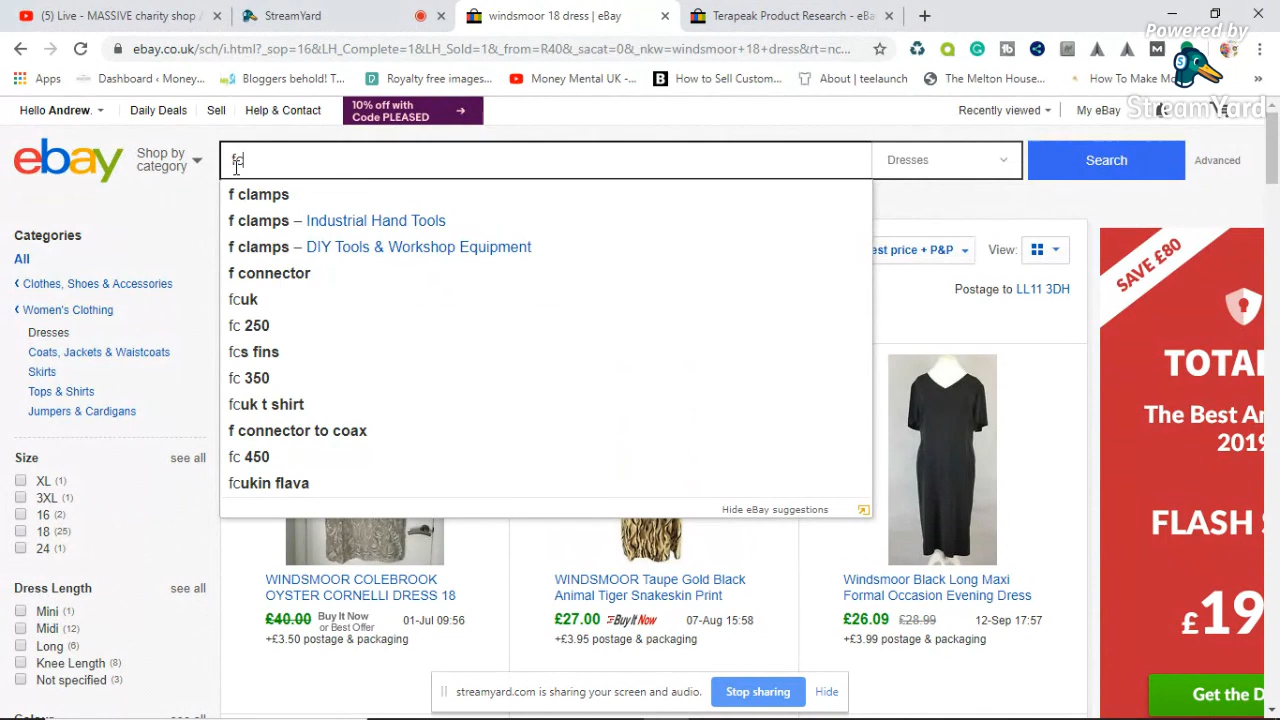 (17) MASSIVE charity shop /
StreamYard
windsmoor 18 dress | eBay
Terapeak Product Research - eBa
Powered by
StreamYard
ebay.co.uk/sch/i.html?_sop=16&LH_Complete=1&LH_Sold=1&_from=R40&_sacat=0&_nkw=windsmoor+18+dress&rt=nc...
Apps
Dashboard ‹ Money...
Bloggers behold! T...
Royalty free images...
Money Mental UK -...
How to Sell Custom...
About | teelaunch
The Melton House...
How To Make Mo
Hello Andrew.
Daily Deals
Sell
Help & Contact
10% off with
Code PLEASED
Recently viewed
My eBay
ebay
Shop by
category
fc
Dresses
Search
Advanced
f clamps
f clamps – Industrial Hand Tools
f clamps – DIY Tools & Workshop Equipment
f connector
fcuk
fc 250
fcs fins
fc 350
fcuk t shirt
f connector to coax
fc 450
fcukin flava
Hide eBay suggestions
Categories
All
Clothes, Shoes & Accessories
Women's Clothing
Dresses
Coats, Jackets & Waistcoats
Skirts
Tops & Shirts
Jumpers & Cardigans
Size
see all
XL (1)
3XL (1)
16 (2)
18 (25)
24 (1)
Dress Length
see all
Mini (1)
Midi (12)
Long (6)
Knee Length (8)
Not specified (3)
see all
est price + P&P
View:
Postage to LL11 3DH
WINDSMOOR COLEBROOK
OYSTER CORNELLI DRESS 18
£40.00
Buy It Now
or Best Offer
01-Jul 09:56
+£3.50 postage & packaging
WINDSMOOR Taupe Gold Black
Animal Tiger Snakeskin Print
£27.00
Buy It Now
07-Aug 15:58
+£3.95 postage & packaging
Windsmoor Black Long Maxi
Formal Occasion Evening Dress
£26.09
£28.99
12-Sep 17:57
+£3.99 postage & packaging
SAVE £80
TOTA
The Best A
2019
FLASH
£19
Get the D
streamyard.com is sharing your screen and audio.
Stop sharing
Hide